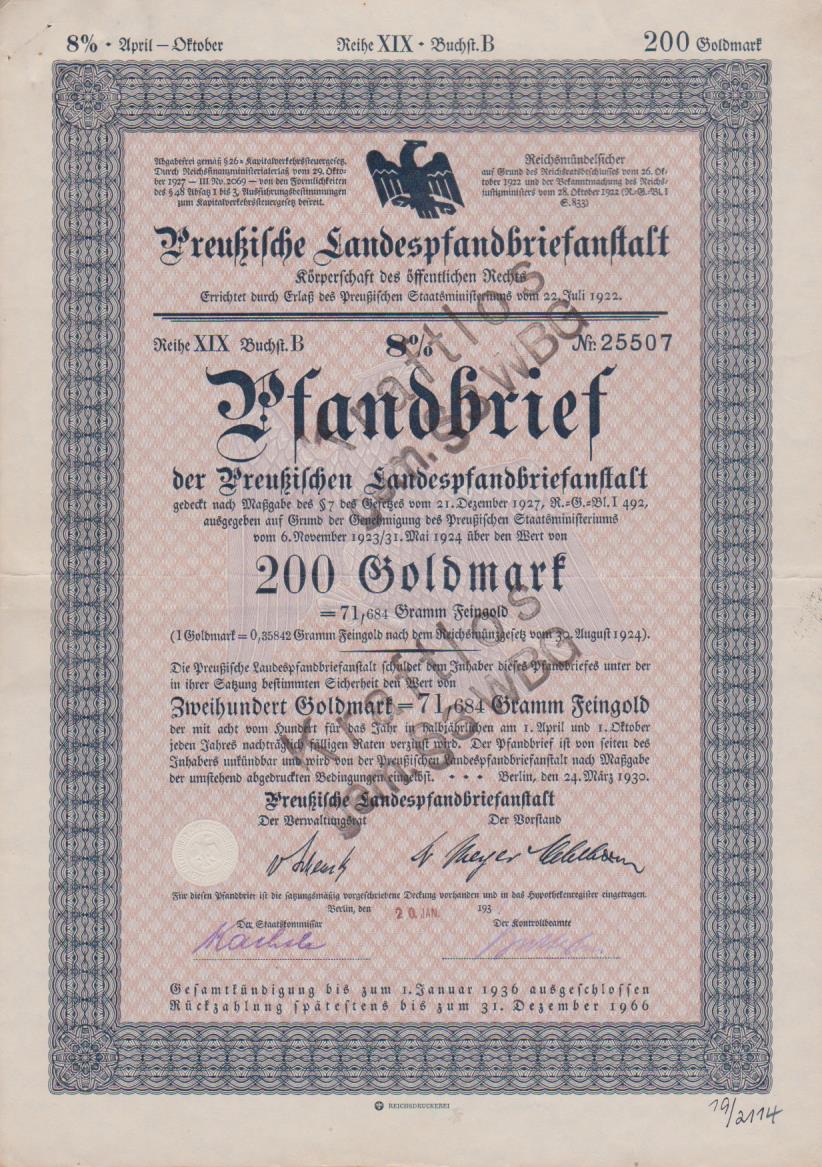 8% • April — Oktober Reihe XIX • Buchst. B 200 Goldmark
Abgabefrei gemäß § 26a Kapitalverkehrssteuergesetz.
Durch Reichsfinanzministerialerlaß vom 29. Okto-
ber 1927 — III Rv. 2069 — von den Förmlichkeiten
des § 48 Absatz 1 bis 3, Ausführungsbestimmungen
zum Kapitalverkehrssteuergesetz befreit.
Reichsmündelsicher
auf Grund des Reichsratsbeschlusses vom 26. Ok-
tober 1922 und der Bekanntmachung des Reichs-
justizministers vom 28. Oktober 1922 (R.=G.=Bl. I
S. 833)
Preußische Landespfandbriefanstalt
Körperschaft des öffentlichen Rechts
Errichtet durch Erlaß des Preußischen Staatsministeriums vom 22. Juli 1922.
Reihe XIX Buchst. B 8% Nr. 25507
Pfandbrief
der Preußischen Landespfandbriefanstalt
gedeckt nach Maßgabe des § 7 des Gesetzes vom 21. Dezember 1927, R.=G.=Bl. I 492,
ausgegeben auf Grund der Genehmigung des Preußischen Staatsministeriums
vom 6. November 1923/31. Mai 1924 über den Wert von
200 Goldmark
= 71,684 Gramm Feingold
(1 Goldmark = 0,35842 Gramm Feingold nach dem Reichsmünzgesetz vom 30. August 1924).
Die Preußische Landespfandbriefanstalt schuldet dem Inhaber dieses Pfandbriefes unter der
in ihrer Satzung bestimmten Sicherheit den Wert von
Zweihundert Goldmark = 71,684 Gramm Feingold
der mit acht vom Hundert für das Jahr in halbjährlichen am 1. April und 1. Oktober
jeden Jahres nachträglich fälligen Raten verzinst wird. Der Pfandbrief ist von seiten des
Inhabers unkündbar und wird von der Preußischen Landespfandbriefanstalt nach Maßgabe
der umstehend abgedruckten Bedingungen eingelöst. • • • Berlin, den 24. März 1930.
Preußische Landespfandbriefanstalt
Der Verwaltungsrat Der Vorstand
Für diesen Pfandbrief ist die satzungsmäßig vorgeschriebene Deckung vorhanden und in das Hypothekenregister eingetragen.
Berlin, den 20. JAN. 193
Der Staatskommissar Der Kontrollbeamte
Gesamtkündigung bis zum 1. Januar 1936 ausgeschlossen
Rückzahlung spätestens bis zum 31. Dezember 1966
Kraftlos
gem. SSWBG
Kraftlos
gem. SSWBG
REICHSDRUCKEREI
19/2114